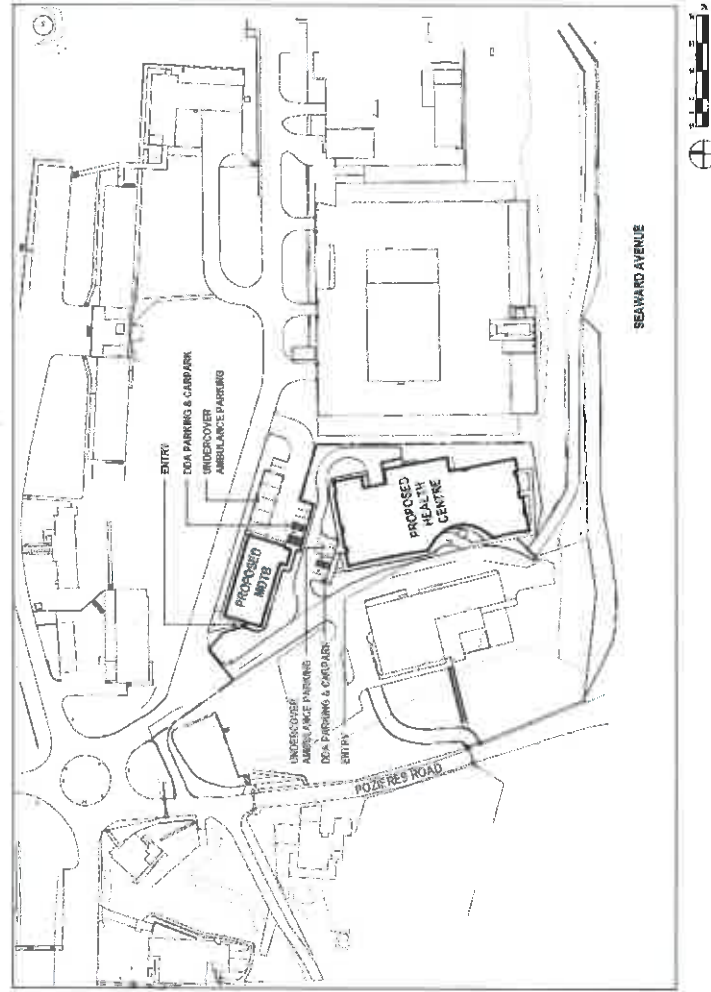 ENTRY
DDA PARKING & CARPARK
UNDERCOVER
AMBULANCE PARKING
PROPOSED
MOTB
PROPOSED
HEALTH
CENTRE
UNDERCOVER
AMBULANCE PARKING
DDA PARKING & CARPARK
ENTRY
POZIERES ROAD
SEAWARD AVENUE